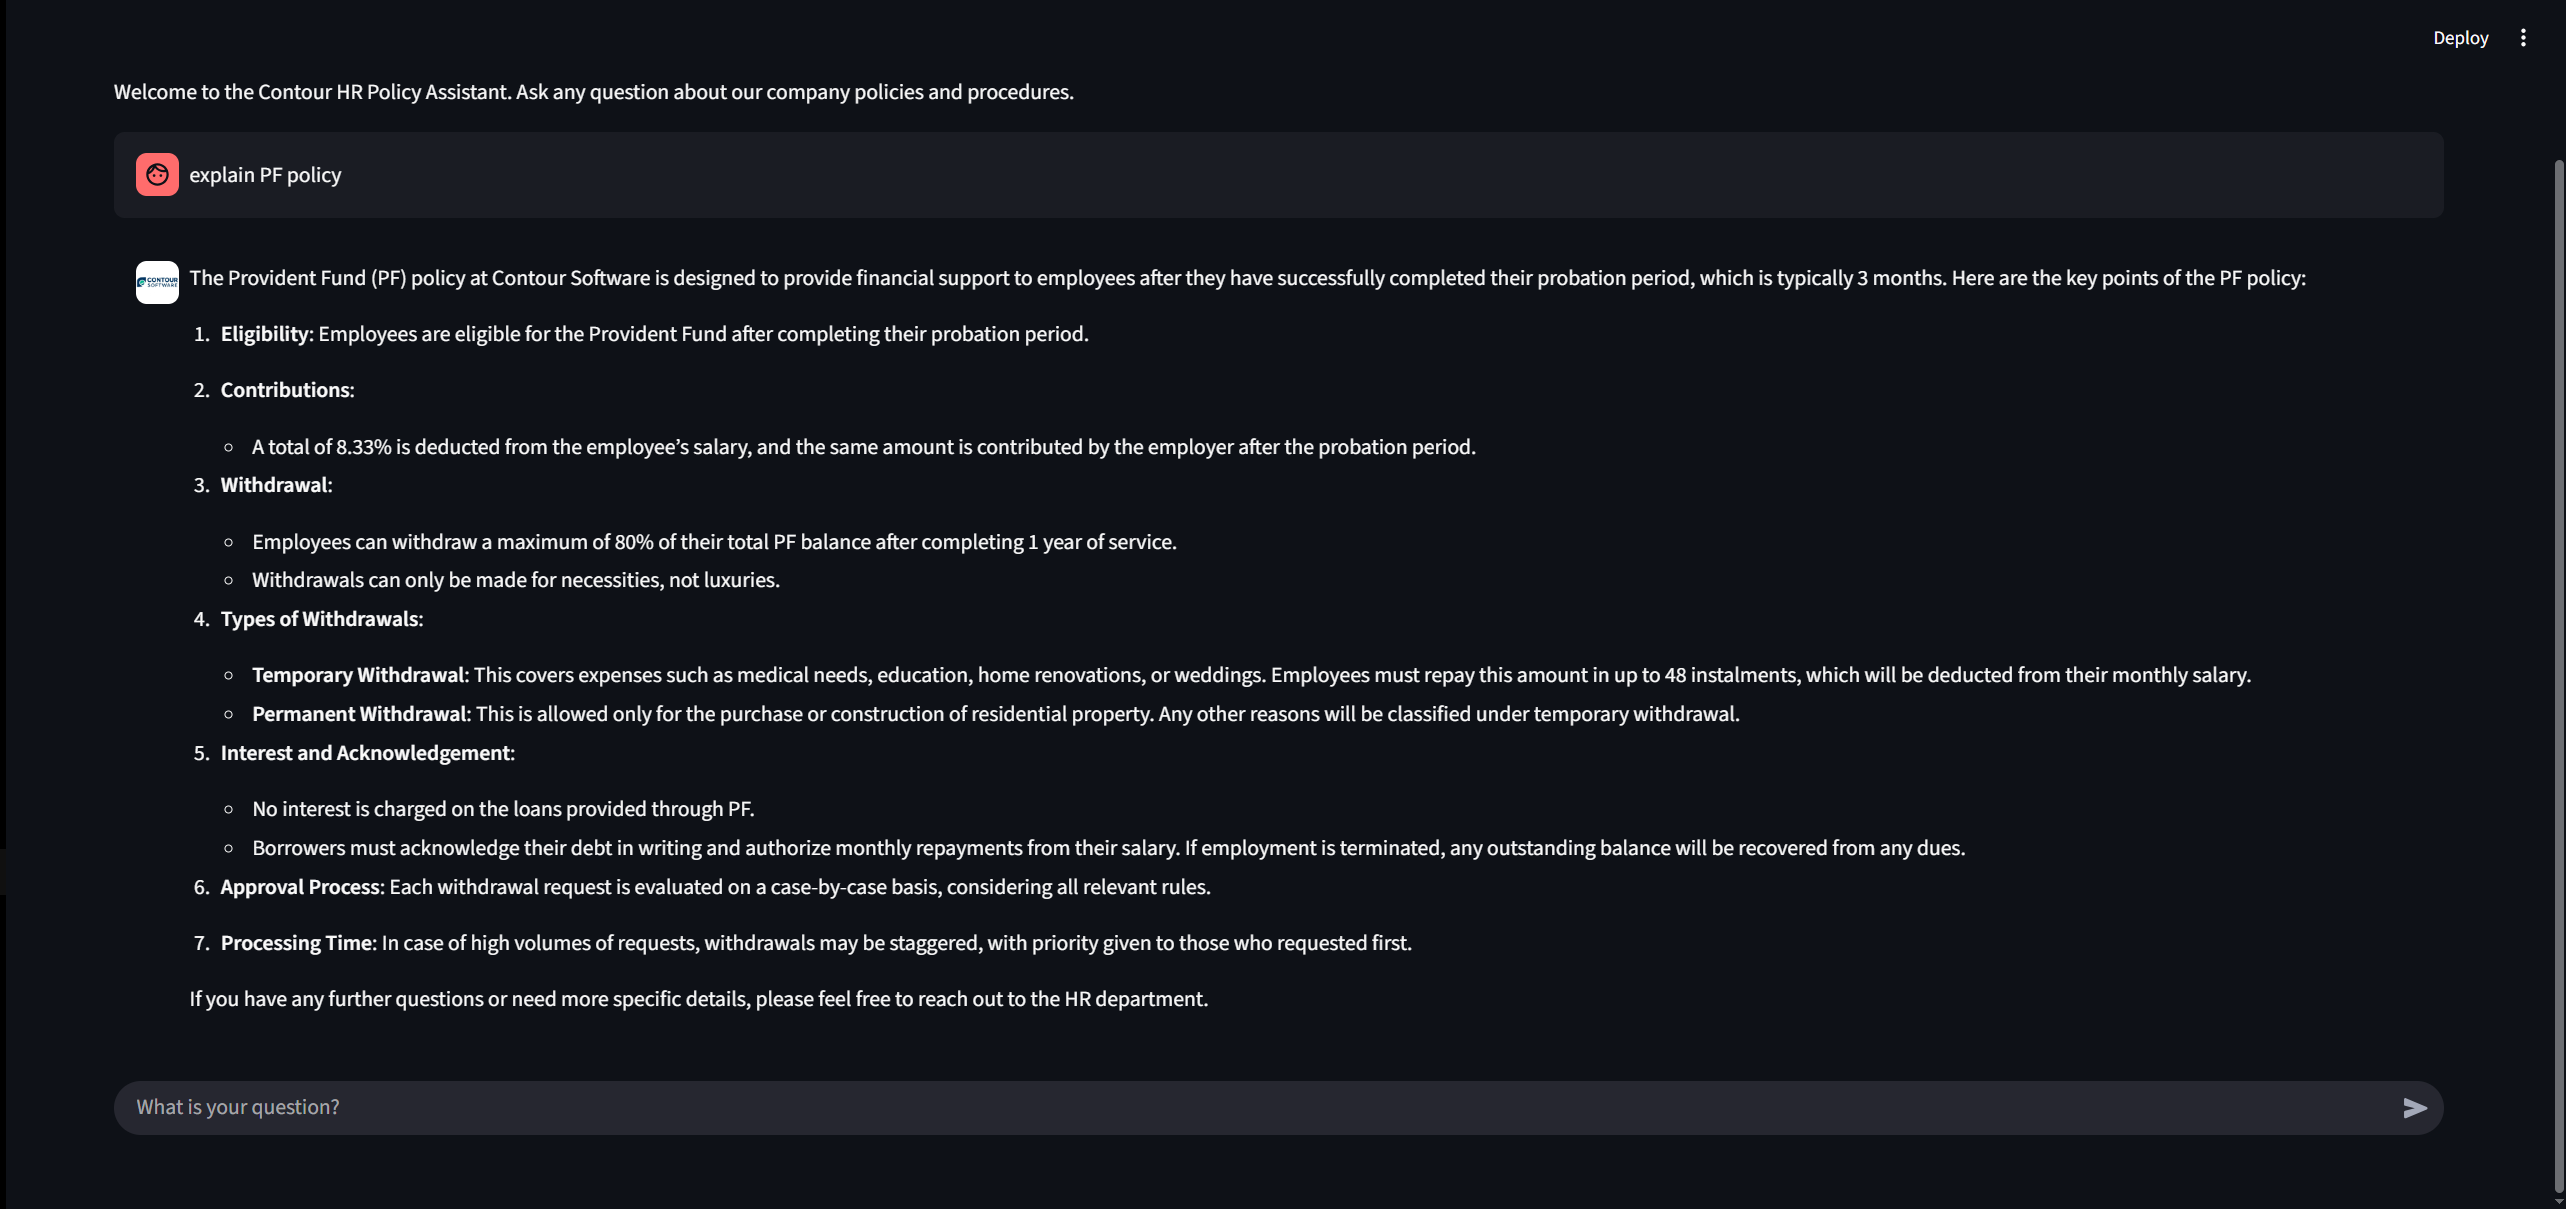 Deploy
Welcome to the Contour HR Policy Assistant. Ask any question about our company policies and procedures.
explain PF policy
CONTOUR
SOFTWARE
The Provident Fund (PF) policy at Contour Software is designed to provide financial support to employees after they have successfully completed their probation period, which is typically 3 months. Here are the key points of the PF policy:
1. Eligibility: Employees are eligible for the Provident Fund after completing their probation period.
2. Contributions:
○ A total of 8.33% is deducted from the employee’s salary, and the same amount is contributed by the employer after the probation period.
3. Withdrawal:
○ Employees can withdraw a maximum of 80% of their total PF balance after completing 1 year of service.
○ Withdrawals can only be made for necessities, not luxuries.
4. Types of Withdrawals:
○ Temporary Withdrawal: This covers expenses such as medical needs, education, home renovations, or weddings. Employees must repay this amount in up to 48 instalments, which will be deducted from their monthly salary.
○ Permanent Withdrawal: This is allowed only for the purchase or construction of residential property. Any other reasons will be classified under temporary withdrawal.
5. Interest and Acknowledgement:
○ No interest is charged on the loans provided through PF.
○ Borrowers must acknowledge their debt in writing and authorize monthly repayments from their salary. If employment is terminated, any outstanding balance will be recovered from any dues.
6. Approval Process: Each withdrawal request is evaluated on a case-by-case basis, considering all relevant rules.
7. Processing Time: In case of high volumes of requests, withdrawals may be staggered, with priority given to those who requested first.
If you have any further questions or need more specific details, please feel free to reach out to the HR department.
What is your question?